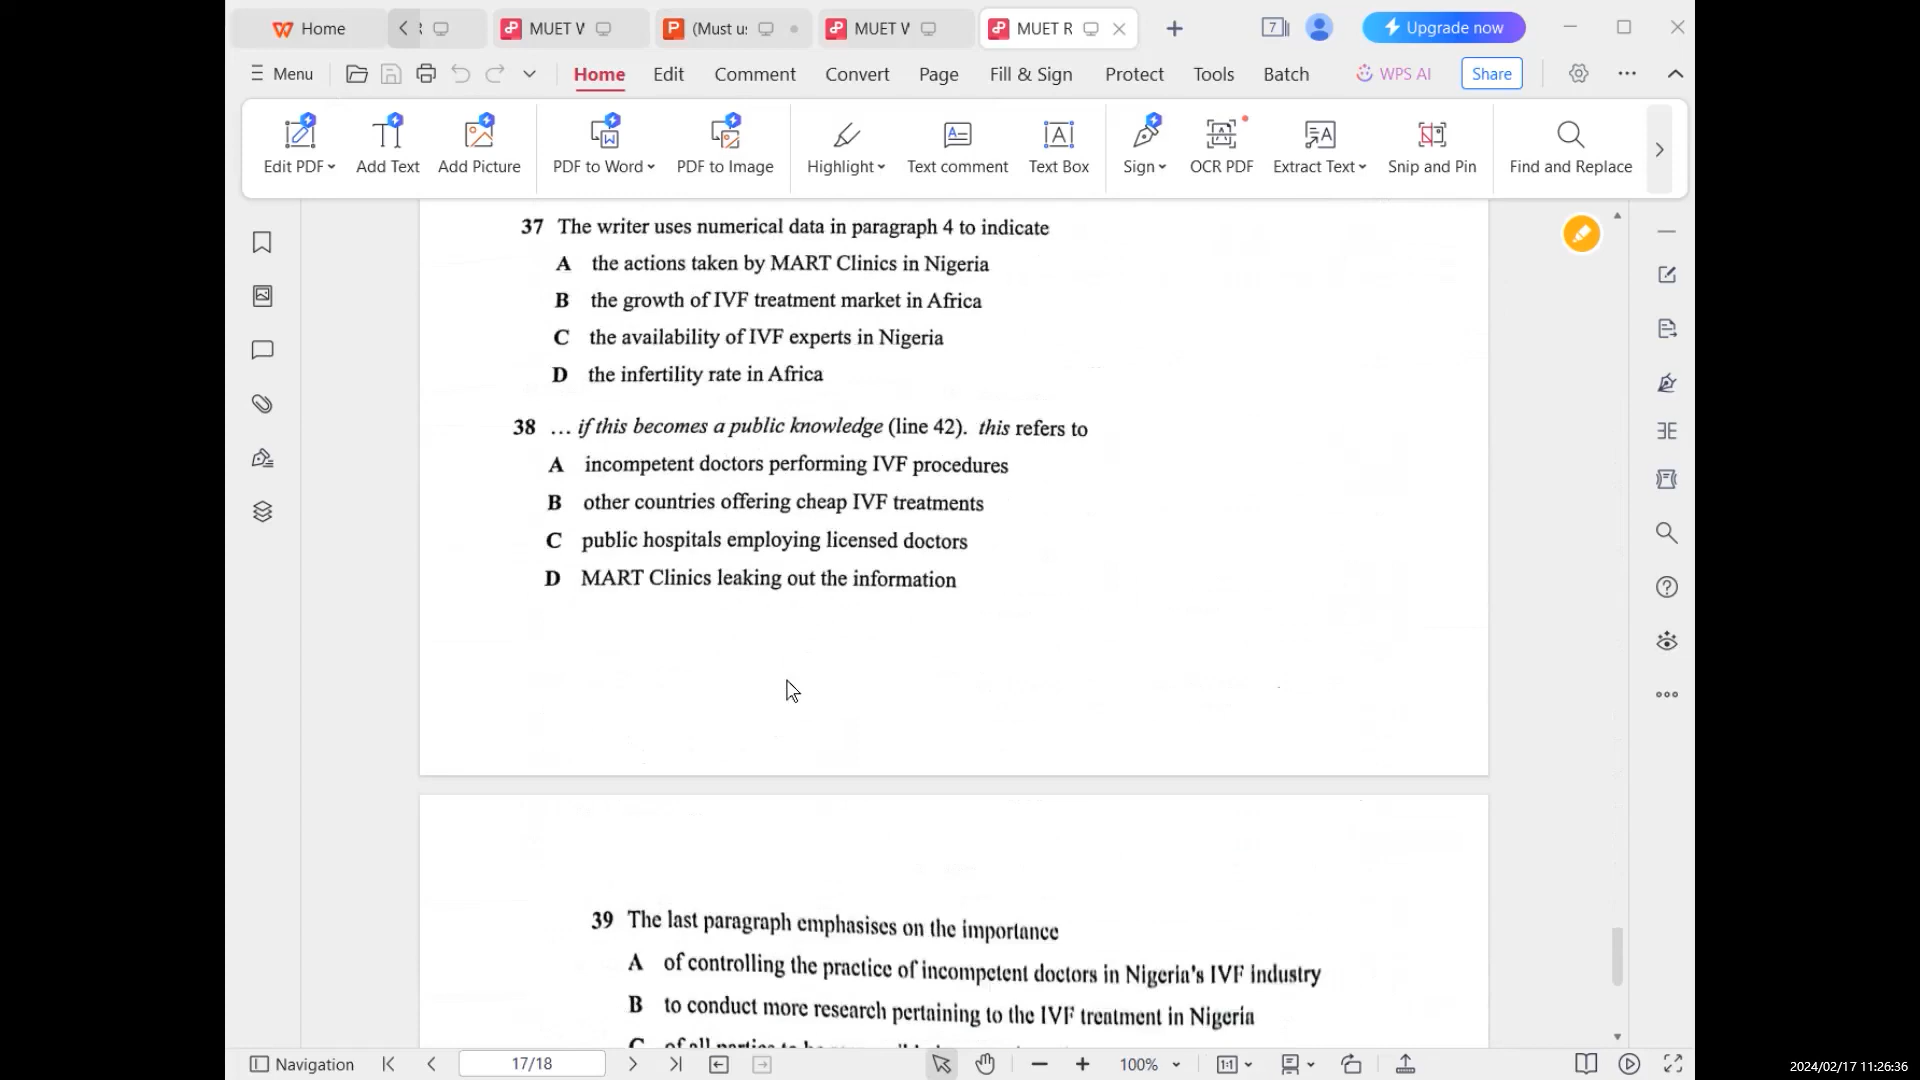 Home
MUET V
(Must u:
MUET V
MUET R
7
Upgrade now
Menu
Home
Edit
Comment
Convert
Page
Fill & Sign
Protect
Tools
Batch
WPS AI
Share
Edit PDF
Add Text
Add Picture
PDF to Word
PDF to Image
Highlight
Text comment
Text Box
Sign
OCR PDF
Extract Text
Snip and Pin
Find and Replace
37 The writer uses numerical data in paragraph 4 to indicate
A the actions taken by MART Clinics in Nigeria
B the growth of IVF treatment market in Africa
C the availability of IVF experts in Nigeria
D the infertility rate in Africa
38 … if this becomes a public knowledge (line 42). this refers to
A incompetent doctors performing IVF procedures
B other countries offering cheap IVF treatments
C public hospitals employing licensed doctors
D MART Clinics leaking out the information
39 The last paragraph emphasises on the importance
A of controlling the practice of incompetent doctors in Nigeria's IVF industry
B to conduct more research pertaining to the IVF treatment in Nigeria
C of all parties to be
Navigation
17/18
100%
1:1
2024/02/17 11:26:36